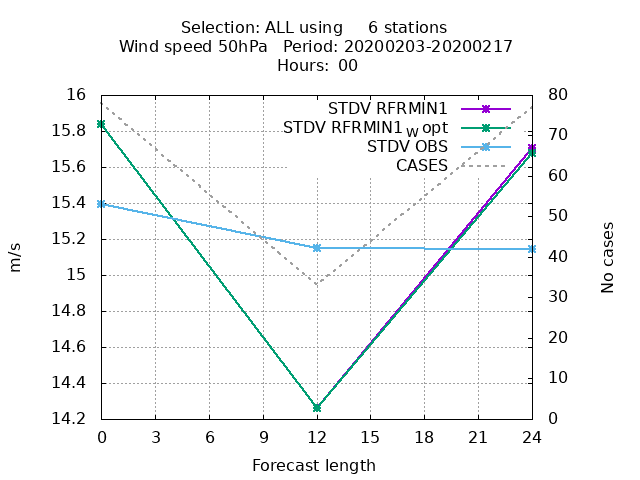 Selection: ALL using     6 stations
Wind speed 50hPa   Period: 20200203-20200217
Hours: 00
STDV RFRMIN1
STDV RFRMIN1_w opt
STDV OBS
CASES
16
15.8
15.6
15.4
15.2
15
14.8
14.6
14.4
14.2
m/s
80
70
60
50
40
30
20
10
0
No cases
0 3 6 9 12 15 18 21 24
Forecast length